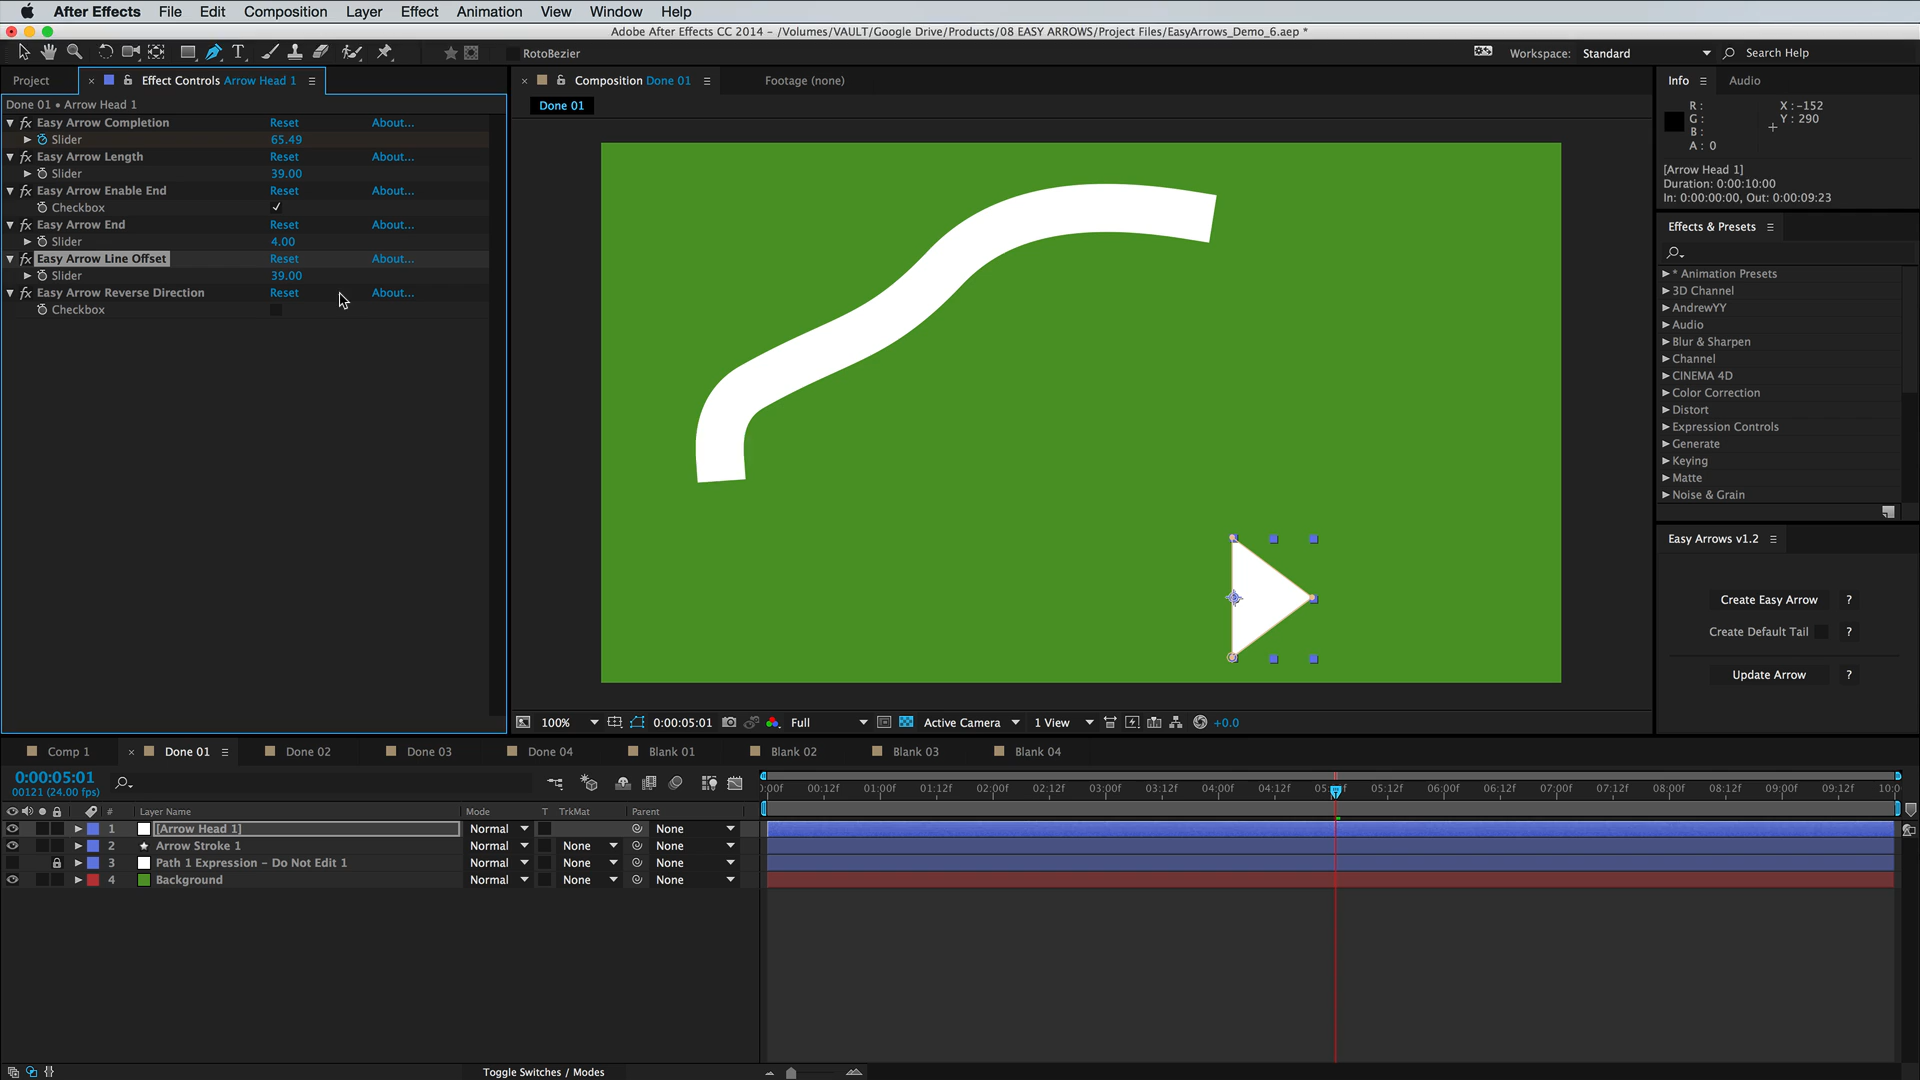 After Effects File Edit Composition Layer Effect Animation View Window Help
Adobe After Effects CC 2014 - /Volumes/VAULT/Google Drive/Products/08 EASY ARROWS/Project Files/EasyArrows_Demo_6.aep *
T RotoBezier Workspace: Standard Search Help
Project × Effect Controls Arrow Head 1 × Composition Done 01 Footage (none) Info Audio
Done 01 • Arrow Head 1
Done 01
fx Easy Arrow Completion Reset About...
Slider 65.49
fx Easy Arrow Length Reset About...
Slider 39.00
fx Easy Arrow Enable End Reset About...
Checkbox ✓
fx Easy Arrow End Reset About...
Slider 4.00
fx Easy Arrow Line Offset Reset About...
Slider 39.00
fx Easy Arrow Reverse Direction Reset About...
Checkbox
R : X : -152
G : Y : 290
B :
A : 0
[Arrow Head 1]
Duration: 0:00:10:00
In: 0:00:00:00, Out: 0:00:09:23
Effects & Presets
* Animation Presets
3D Channel
AndrewYY
Audio
Blur & Sharpen
Channel
CINEMA 4D
Color Correction
Distort
Expression Controls
Generate
Keying
Matte
Noise & Grain
Easy Arrows v1.2
Create Easy Arrow ?
Create Default Tail ?
Update Arrow ?
100% 0:00:05:01 Full Active Camera 1 View +0.0
Comp 1 × Done 01 Done 02 Done 03 Done 04 Blank 01 Blank 02 Blank 03 Blank 04
0:00:05:01
00121 (24.00 fps)
:00f 00:12f 01:00f 01:12f 02:00f 02:12f 03:00f 03:12f 04:00f 04:12f 05:12f 06:00f 06:12f 07:00f 07:12f 08:00f 08:12f 09:00f 09:12f 10:0
# Layer Name Mode T TrkMat Parent
1 [Arrow Head 1] Normal None
2 Arrow Stroke 1 Normal None None
3 Path 1 Expression - Do Not Edit 1 Normal None None
4 Background Normal None None
Toggle Switches / Modes